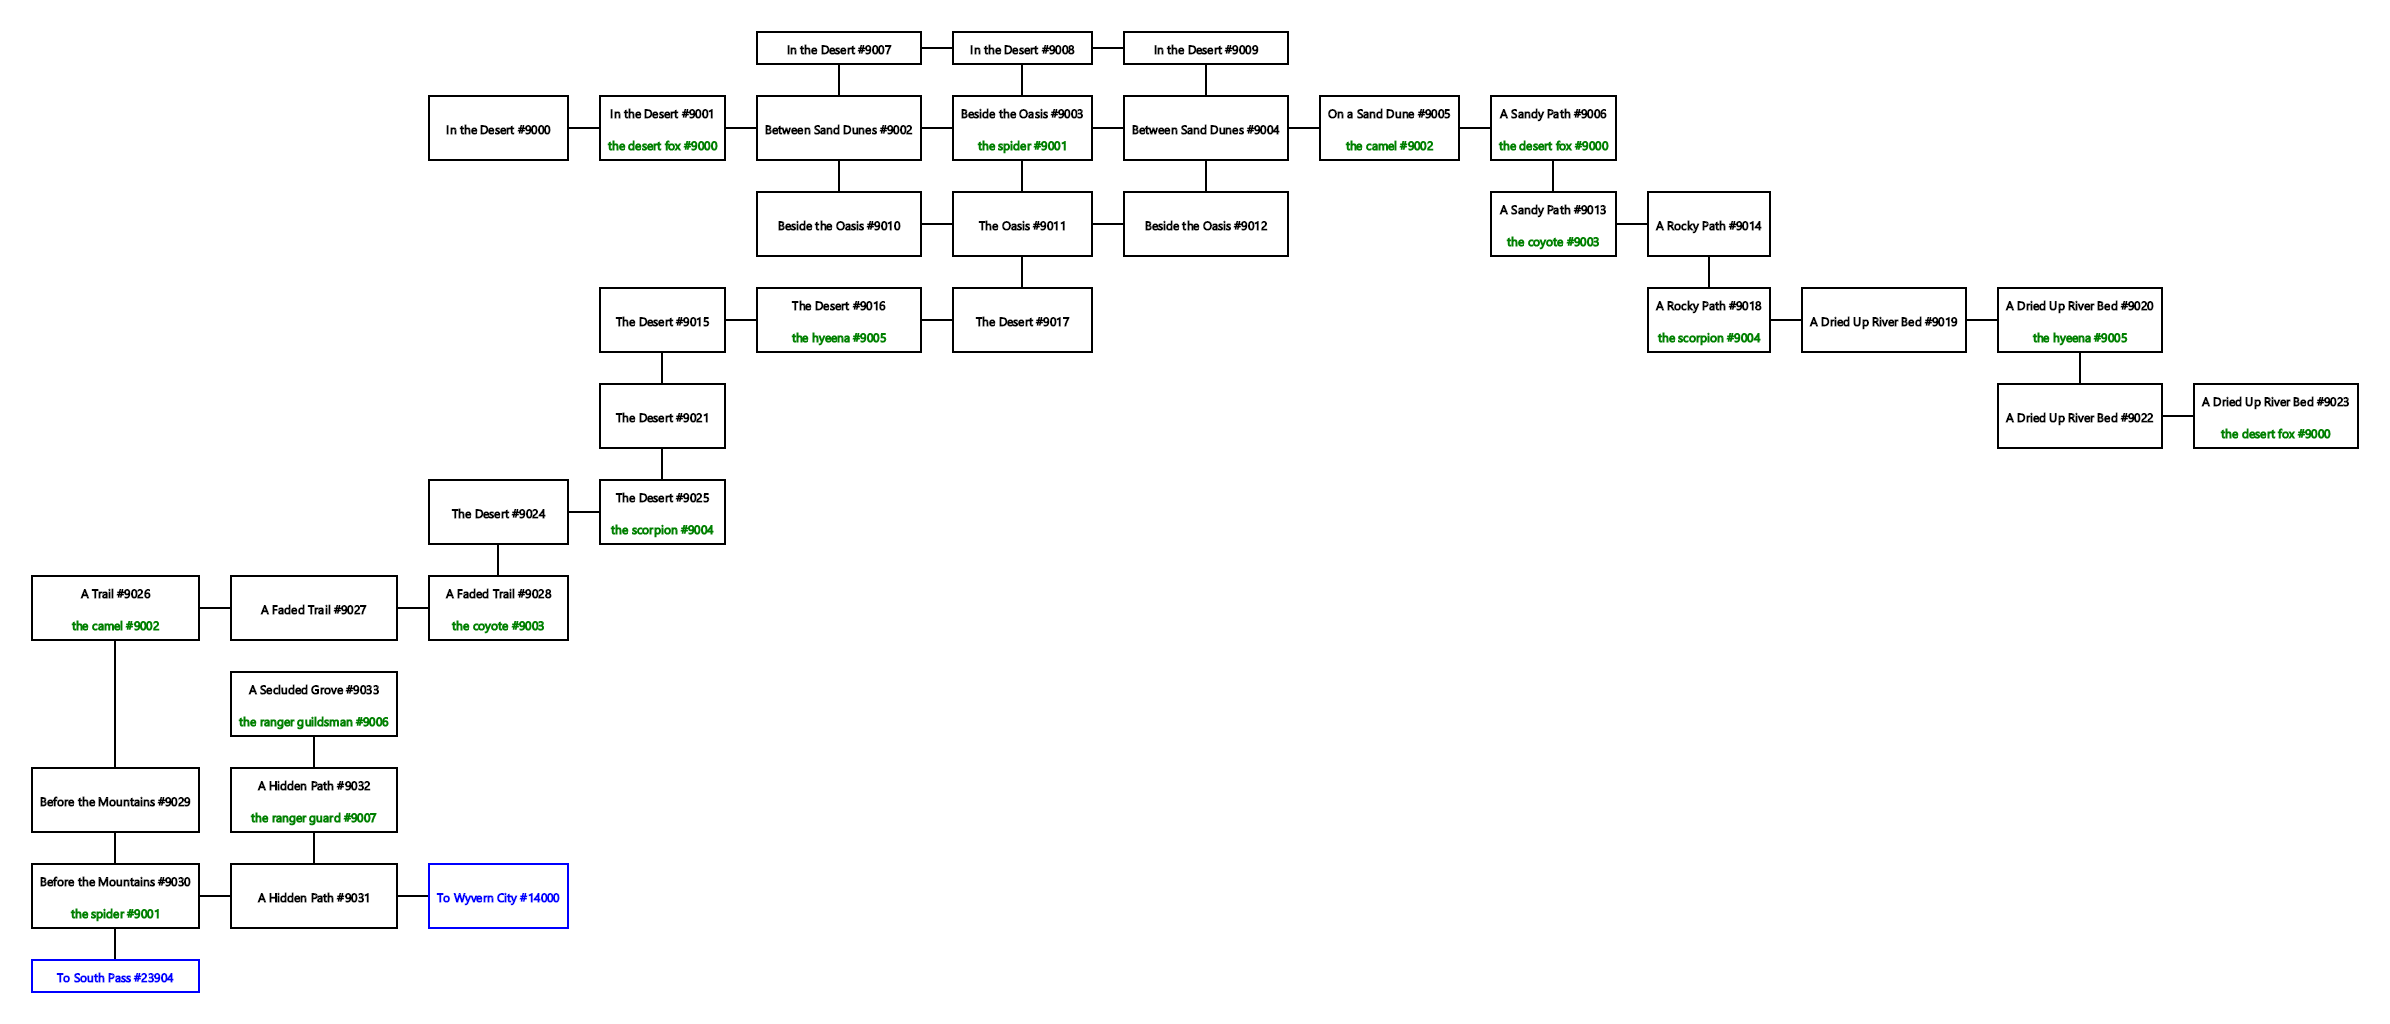 In the Desert #9007
In the Desert #9008
In the Desert #9009
In the Desert #9000
In the Desert #9001
the desert fox #9000
Between Sand Dunes #9002
Beside the Oasis #9003
the spider #9001
Between Sand Dunes #9004
On a Sand Dune #9005
the camel #9002
A Sandy Path #9006
the desert fox #9000
Beside the Oasis #9010
The Oasis #9011
Beside the Oasis #9012
A Sandy Path #9013
the coyote #9003
A Rocky Path #9014
The Desert #9015
The Desert #9016
the hyeena #9005
The Desert #9017
A Rocky Path #9018
the scorpion #9004
A Dried Up River Bed #9019
A Dried Up River Bed #9020
the hyeena #9005
The Desert #9021
A Dried Up River Bed #9022
A Dried Up River Bed #9023
the desert fox #9000
The Desert #9024
The Desert #9025
the scorpion #9004
A Trail #9026
the camel #9002
A Faded Trail #9027
A Faded Trail #9028
the coyote #9003
A Secluded Grove #9033
the ranger guildsman #9006
Before the Mountains #9029
A Hidden Path #9032
the ranger guard #9007
Before the Mountains #9030
the spider #9001
A Hidden Path #9031
To Wyvern City #14000
To South Pass #23904